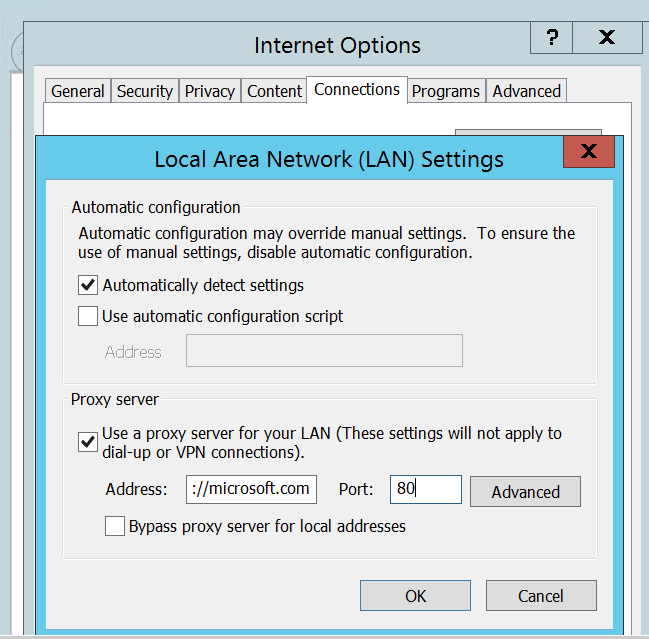 Internet Options
? X
General Security Privacy Content Connections Programs Advanced
Local Area Network (LAN) Settings X
Automatic configuration
Automatic configuration may override manual settings. To ensure the
use of manual settings, disable automatic configuration.
Automatically detect settings
Use automatic configuration script
Address
Proxy server
Use a proxy server for your LAN (These settings will not apply to
dial-up or VPN connections).
Address: ://microsoft.com Port: 80 Advanced
Bypass proxy server for local addresses
OK Cancel